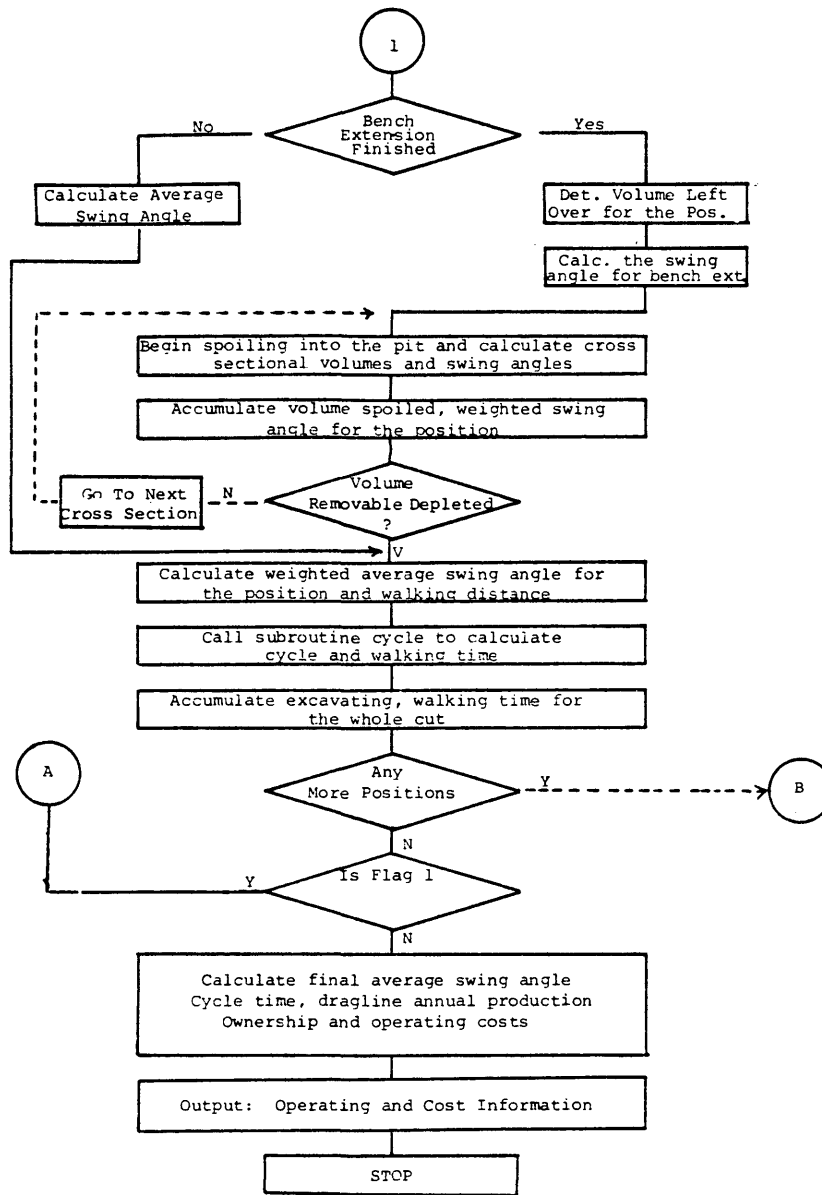 1
Bench
Extension
Finished
No
Yes
Calculate Average
Swing Angle
Det. Volume Left
Over for the Pos.
Calc. the swing
angle for bench ext.
Begin spoiling into the pit and calculate cross
sectional volumes and swing angles
Accumulate volume spoiled, weighted swing
angle for the position
Volume
Removable Depleted
?
N
Go To Next
Cross Section
V
Calculate weighted average swing angle for
the position and walking distance
Call subroutine cycle to calculate
cycle and walking time
Accumulate excavating, walking time for
the whole cut
A
Any
More Positions
Y
B
N
Is Flag 1
Y
N
Calculate final average swing angle
Cycle time, dragline annual production
Ownership and operating costs
Output: Operating and Cost Information
STOP